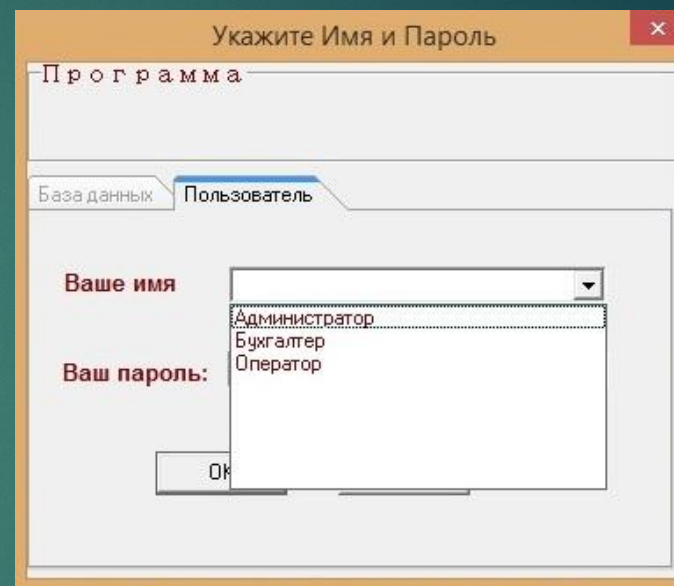 Укажите Имя и Пароль
Программа
База данных
Пользователь
Ваше имя
Администратор
Бухгалтер
Оператор
Ваш пароль: